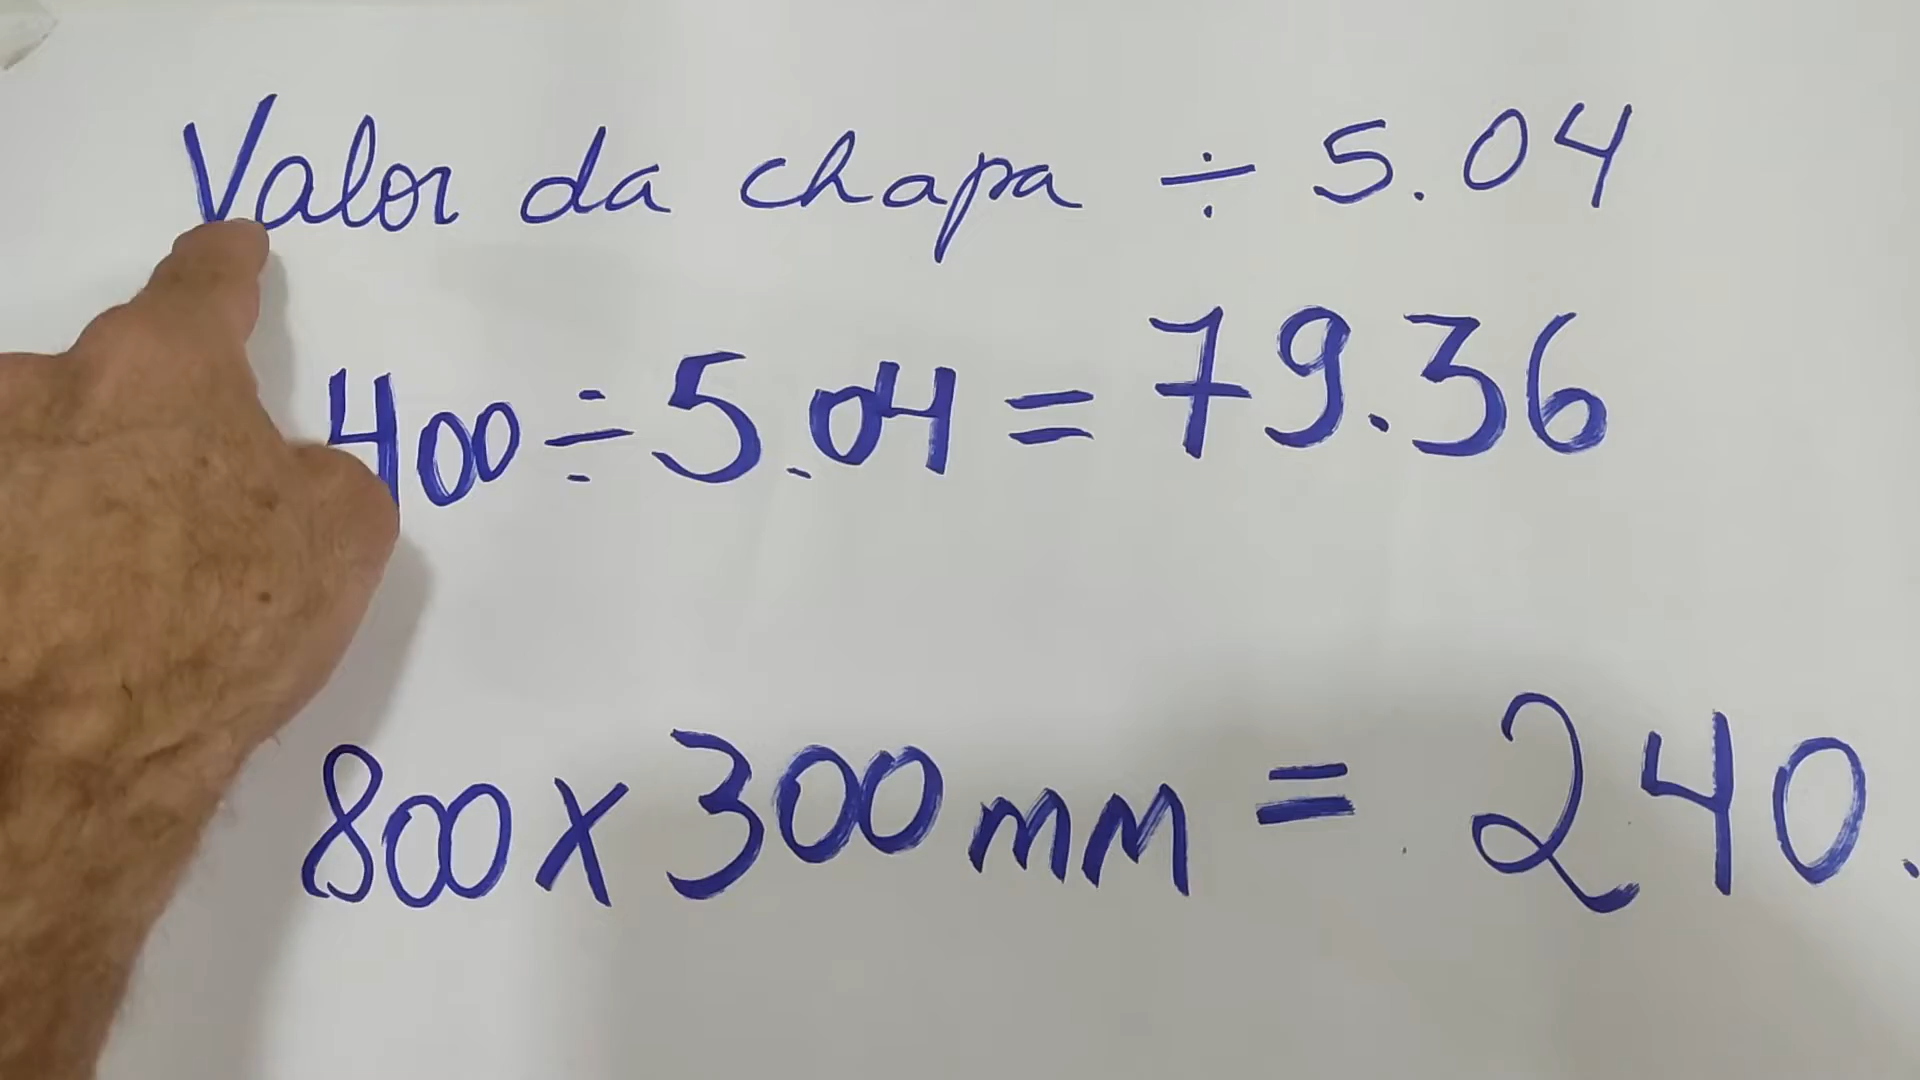 Valor da chapa ÷ 5.04
400 ÷ 5.04 = 79.36
800 x 300 mm = 240.